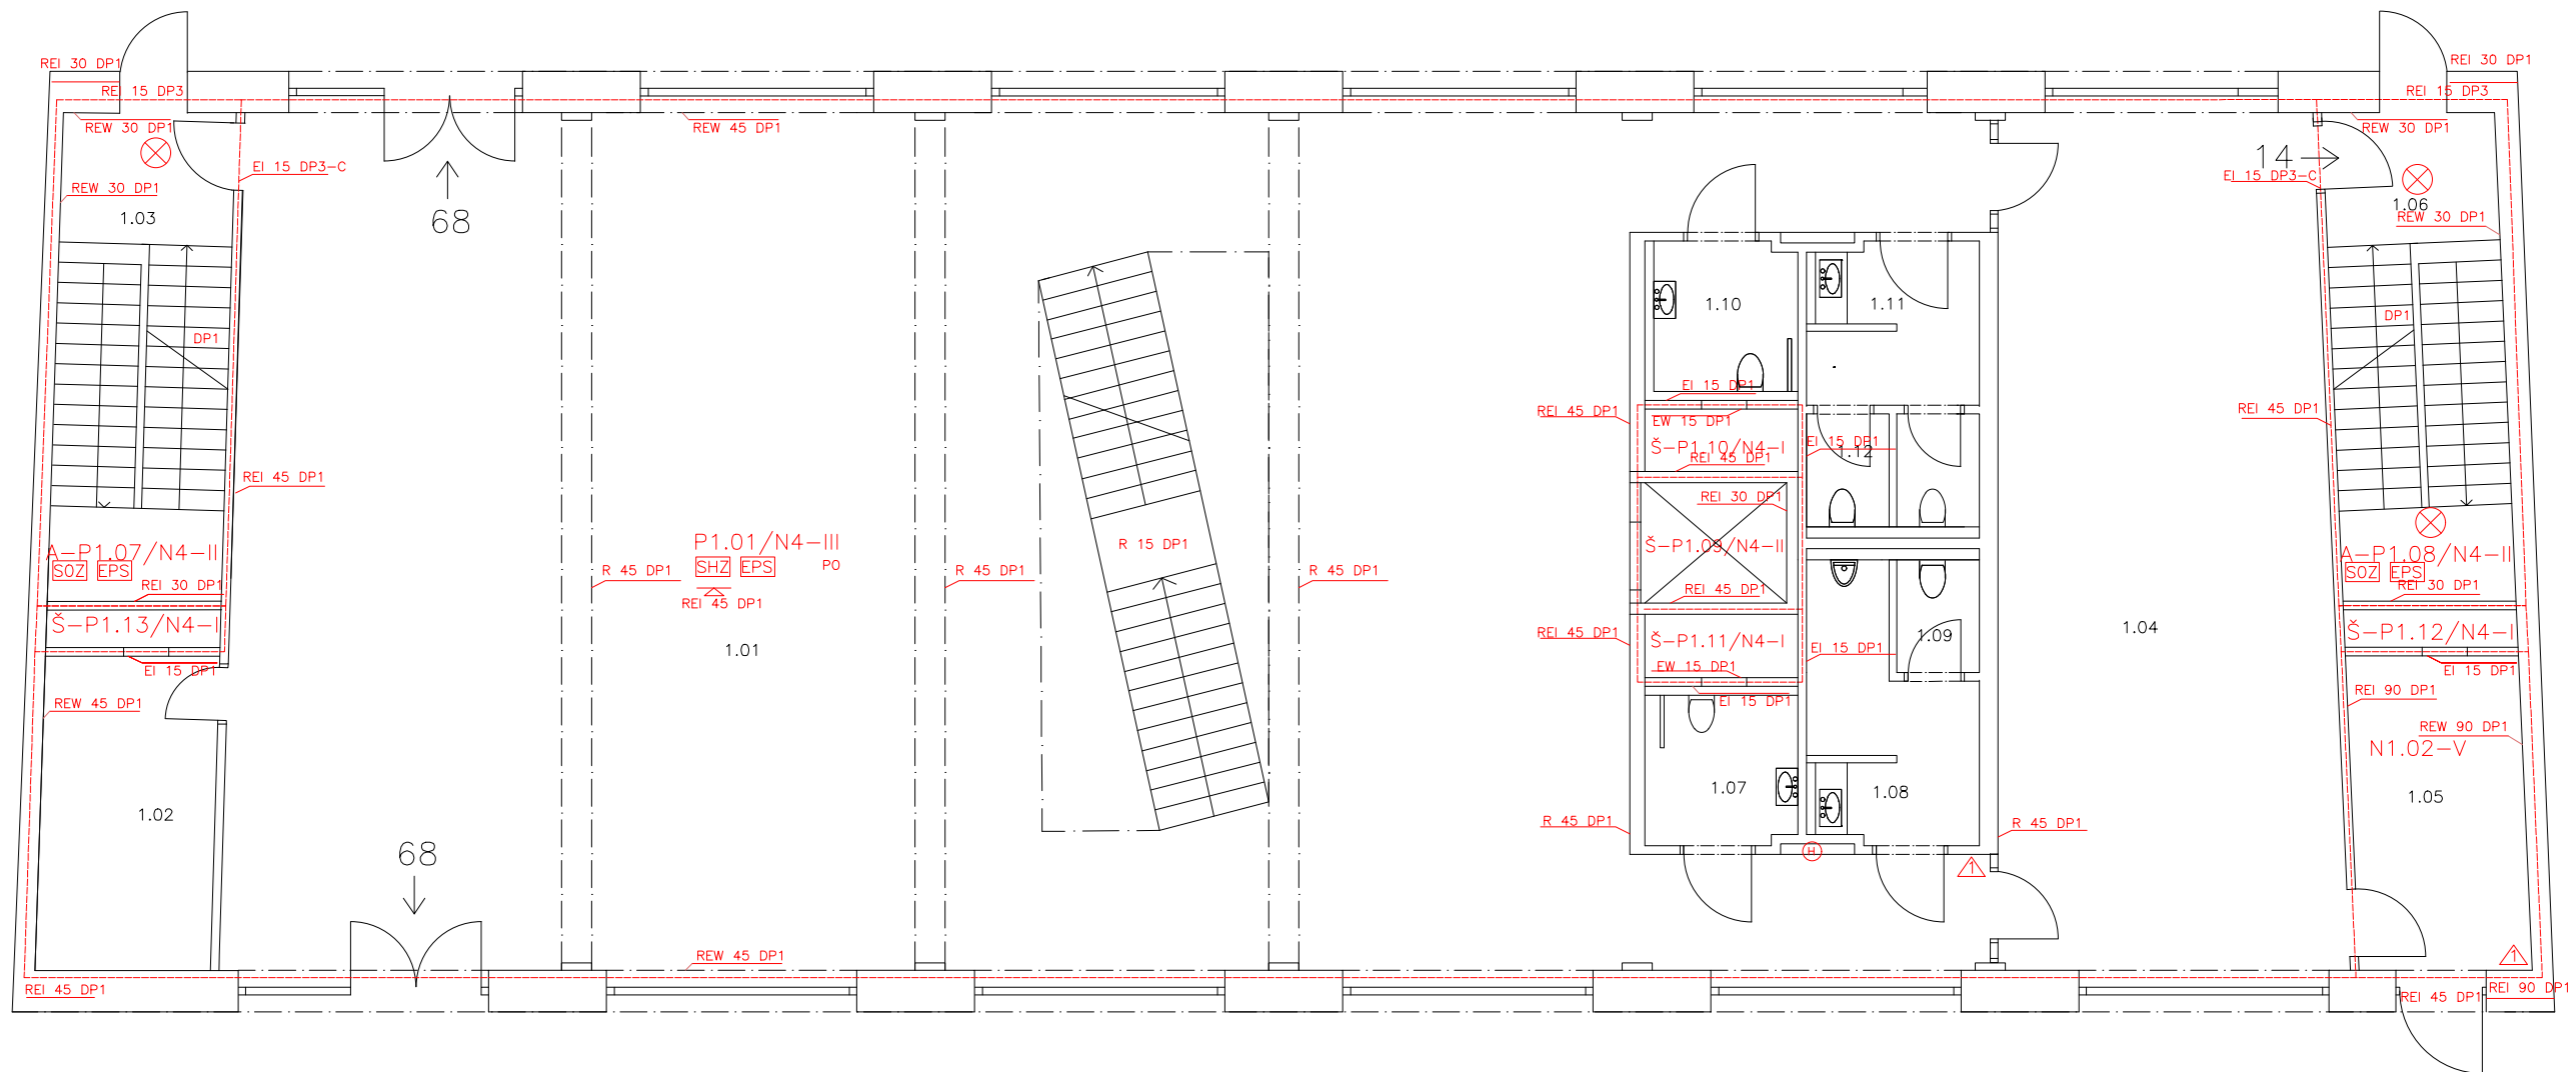 REI 30 DP1
REI 15 DP3
REW 30 DP1
REW 45 DP1
REI 30 DP1
REI 15 DP3
REW 30 DP1
EI 15 DP3-C
REW 30 DP1
1.03
68
14
EI 15 DP3-C
1.06
REW 30 DP1
DP1
1.10
1.11
DP1
EI 15 DP1
REI 45 DP1
EW 15 DP1
REI 45 DP1
Š-P1.10/N4-I
EI 15 DP1
1.12
REI 45 DP1
REI 45 DP1
REI 30 DP1
P1.01/N4-III
SHZ EPS PO
REI 45 DP1
R 15 DP1
Š-P1.09/N4-II
A-P1.07/N4-II
SOZ EPS
A-P1.08/N4-II
SOZ EPS
R 45 DP1
R 45 DP1
R 45 DP1
REI 30 DP1
REI 45 DP1
REI 30 DP1
Š-P1.13/N4-I
REI 45 DP1
Š-P1.11/N4-I
1.09
1.04
Š-P1.12/N4-I
1.01
EI 15 DP1
EW 15 DP1
EI 15 DP1
EI 15 DP1
REW 45 DP1
EI 15 DP1
REI 90 DP1
REW 90 DP1
N1.02-V
1.02
1.07
1.08
1.05
R 45 DP1
R 45 DP1
68
H
1
REW 45 DP1
1
REI 45 DP1
REI 45 DP1
REI 90 DP1